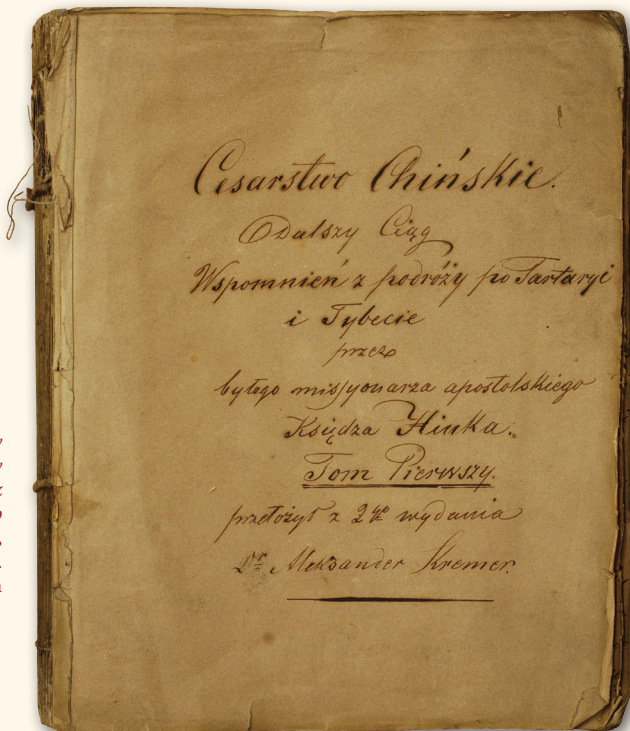 Cesarstwo Chińskie.
Dalszy Ciąg
Wspomnień z podróży po Tartaryi
i Tybecie
przez
byłego missyonarza apostolskiego
Księdza Hiuka.
Tom Pierwszy.
przełożył z 2go wydania
Dr Aleksander Kremer.